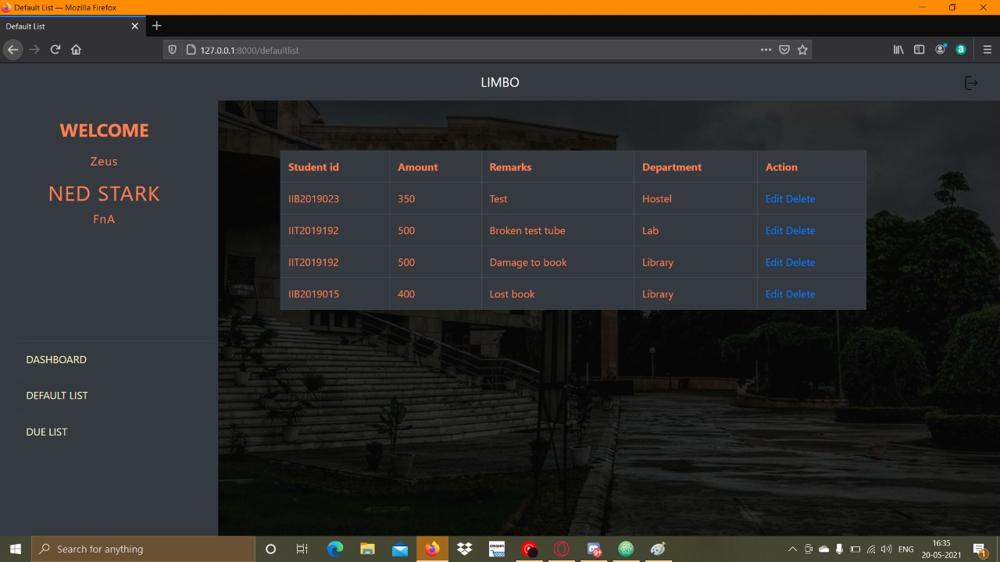 Default List — Mozilla Firefox
Default List
127.0.0.1:8000/defaultlist
LIMBO
WELCOME
Zeus
NED STARK
FnA
DASHBOARD
DEFAULT LIST
DUE LIST
Student id Amount Remarks Department Action
IIB2019023 350 Test Hostel Edit Delete
IIT2019192 500 Broken test tube Lab Edit Delete
IIT2019192 500 Damage to book Library Edit Delete
IIB2019015 400 Lost book Library Edit Delete
Search for anything
amazon
ENG
16:35
20-05-2021
1